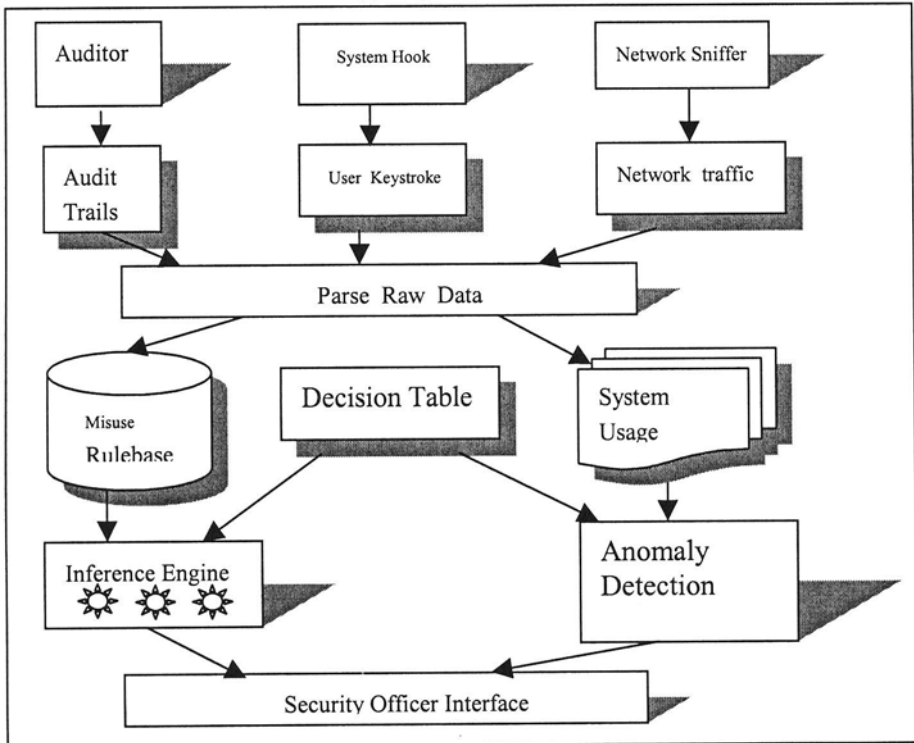 Auditor
System Hook
Network Sniffer
Audit
Trails
User Keystroke
Network traffic
Parse Raw Data
Misuse
Rulebase
Decision Table
System
Usage
Inference Engine
Anomaly
Detection
Security Officer Interface